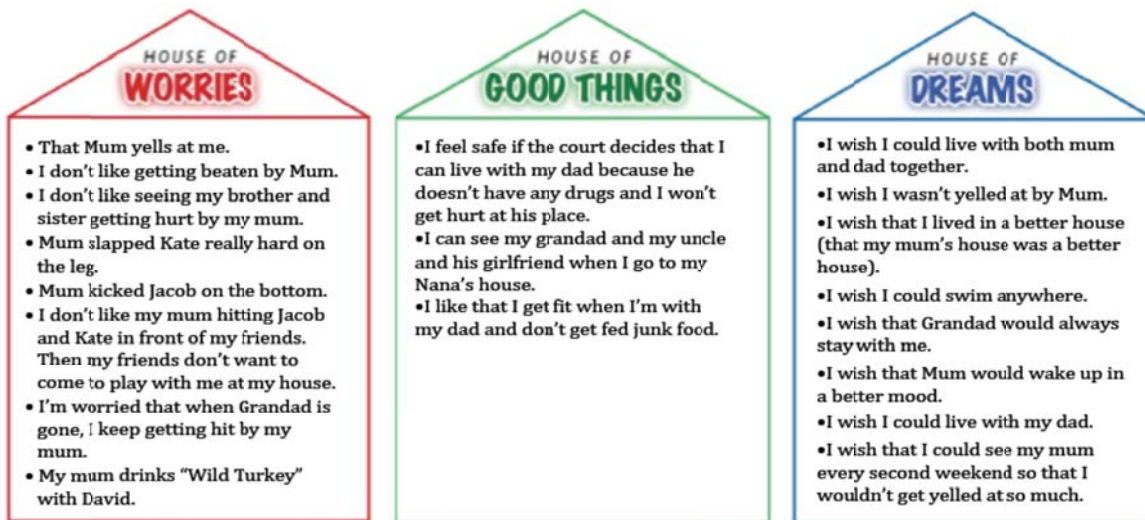 HOUSE OF
WORRIES
• That Mum yells at me.
• I don't like getting beaten by Mum.
• I don't like seeing my brother and
sister getting hurt by my mum.
• Mum slapped Kate really hard on
the leg.
• Mum kicked Jacob on the bottom.
• I don't like my mum hitting Jacob
and Kate in front of my friends.
Then my friends don't want to
come to play with me at my house.
• I'm worried that when Grandad is
gone, I keep getting hit by my
mum.
• My mum drinks "Wild Turkey"
with David.
HOUSE OF
GOOD THINGS
•I feel safe if the court decides that I
can live with my dad because he
doesn't have any drugs and I won't
get hurt at his place.
•I can see my grandad and my uncle
and his girlfriend when I go to my
Nana's house.
•I like that I get fit when I'm with
my dad and don't get fed junk food.
HOUSE OF
DREAMS
•I wish I could live with both mum
and dad together.
•I wish I wasn't yelled at by Mum.
•I wish that I lived in a better house
(that my mum's house was a better
house).
•I wish I could swim anywhere.
•I wish that Grandad would always
stay with me.
•I wish that Mum would wake up in
a better mood.
•I wish I could live with my dad.
•I wish that I could see my mum
every second weekend so that I
wouldn't get yelled at so much.